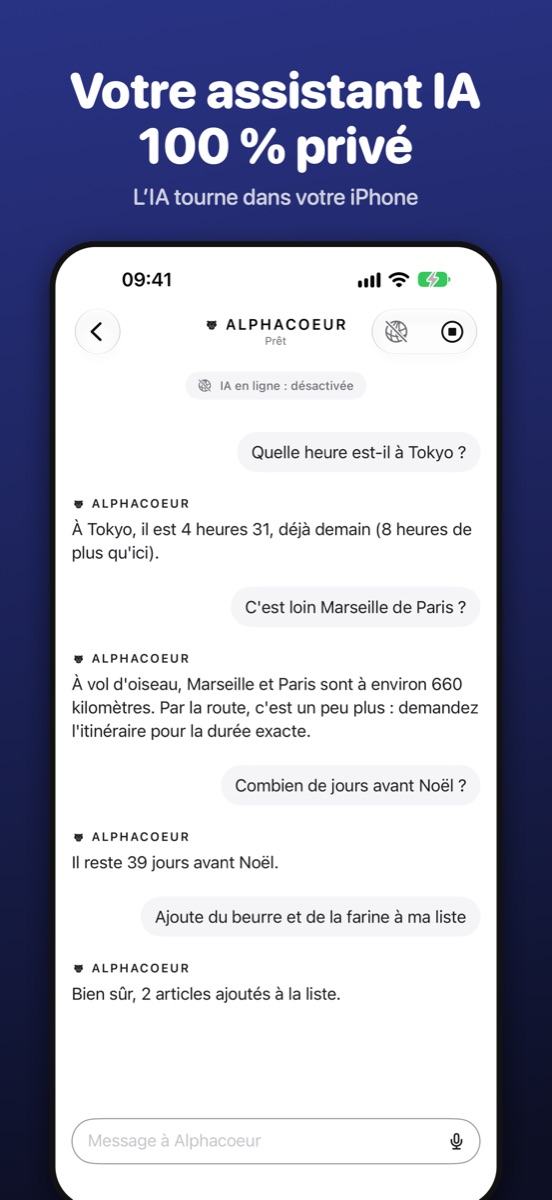 Votre assistant IA
100 % privé
L'IA tourne dans votre iPhone
09:41
ALPHACOEUR
Prêt
IA en ligne : désactivée
Quelle heure est-il à Tokyo ?
ALPHACOEUR
À Tokyo, il est 4 heures 31, déjà demain (8 heures de
plus qu'ici).
C'est loin Marseille de Paris ?
ALPHACOEUR
À vol d'oiseau, Marseille et Paris sont à environ 660
kilomètres. Par la route, c'est un peu plus : demandez
l'itinéraire pour la durée exacte.
Combien de jours avant Noël ?
ALPHACOEUR
Il reste 39 jours avant Noël.
Ajoute du beurre et de la farine à ma liste
ALPHACOEUR
Bien sûr, 2 articles ajoutés à la liste.
Message à Alphacoeur